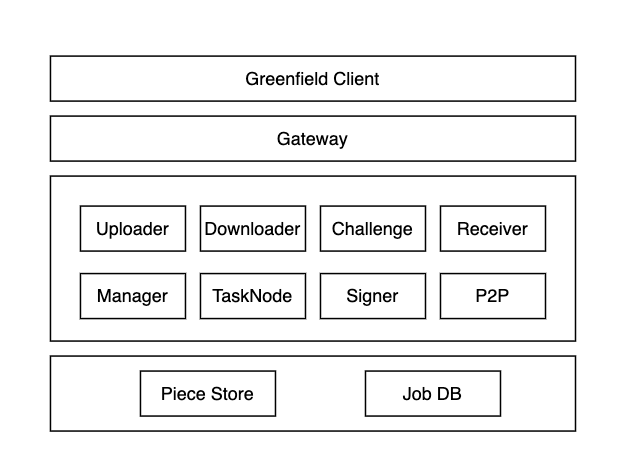 Greenfield Client
Gateway
Uploader
Downloader
Challenge
Receiver
Manager
TaskNode
Signer
P2P
Piece Store
Job DB